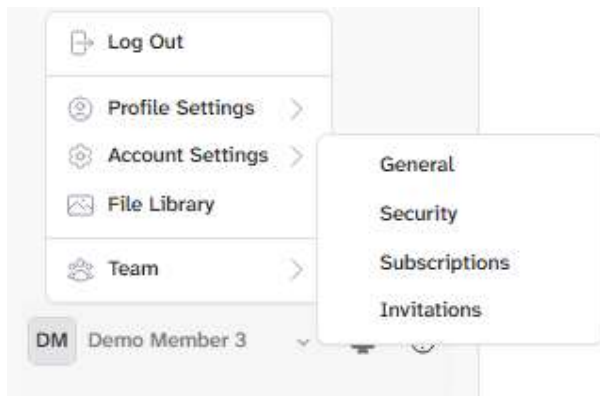 Log Out
Profile Settings
Account Settings
File Library
Team
General
Security
Subscriptions
Invitations
DM Demo Member 3